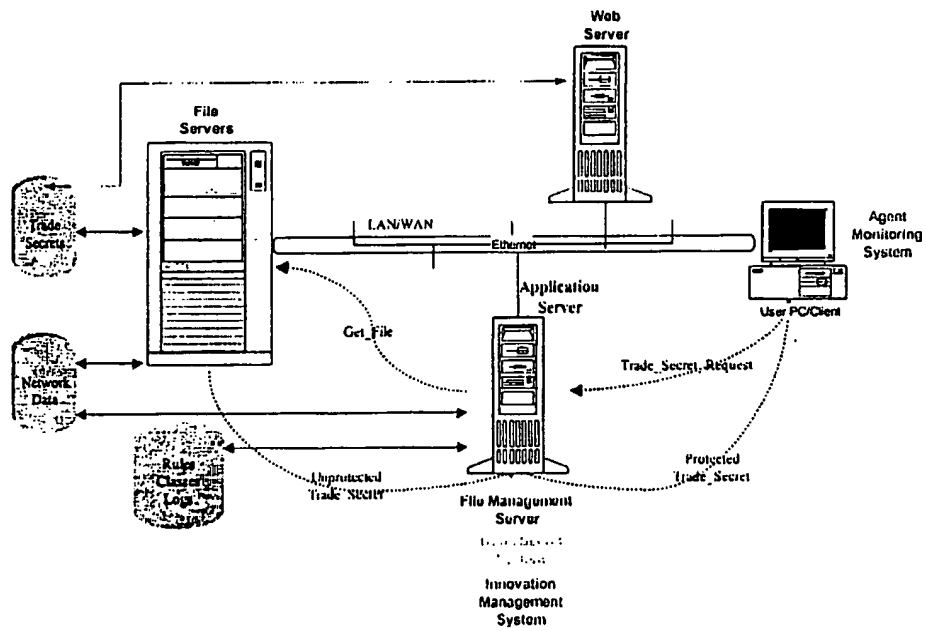 Web
Server
File
Servers
Trade
Secrets
LAN/WAN
Ethernet
Agent
Monitoring
System
Application
Server
User PC/Client
Get_File
Trade_Secret_Request
Network
Data
Rules
Classes
Logs
Unprotected
Trade_Secret
Protected
Trade_Secret
File Management
Server
Innovation
Management
System